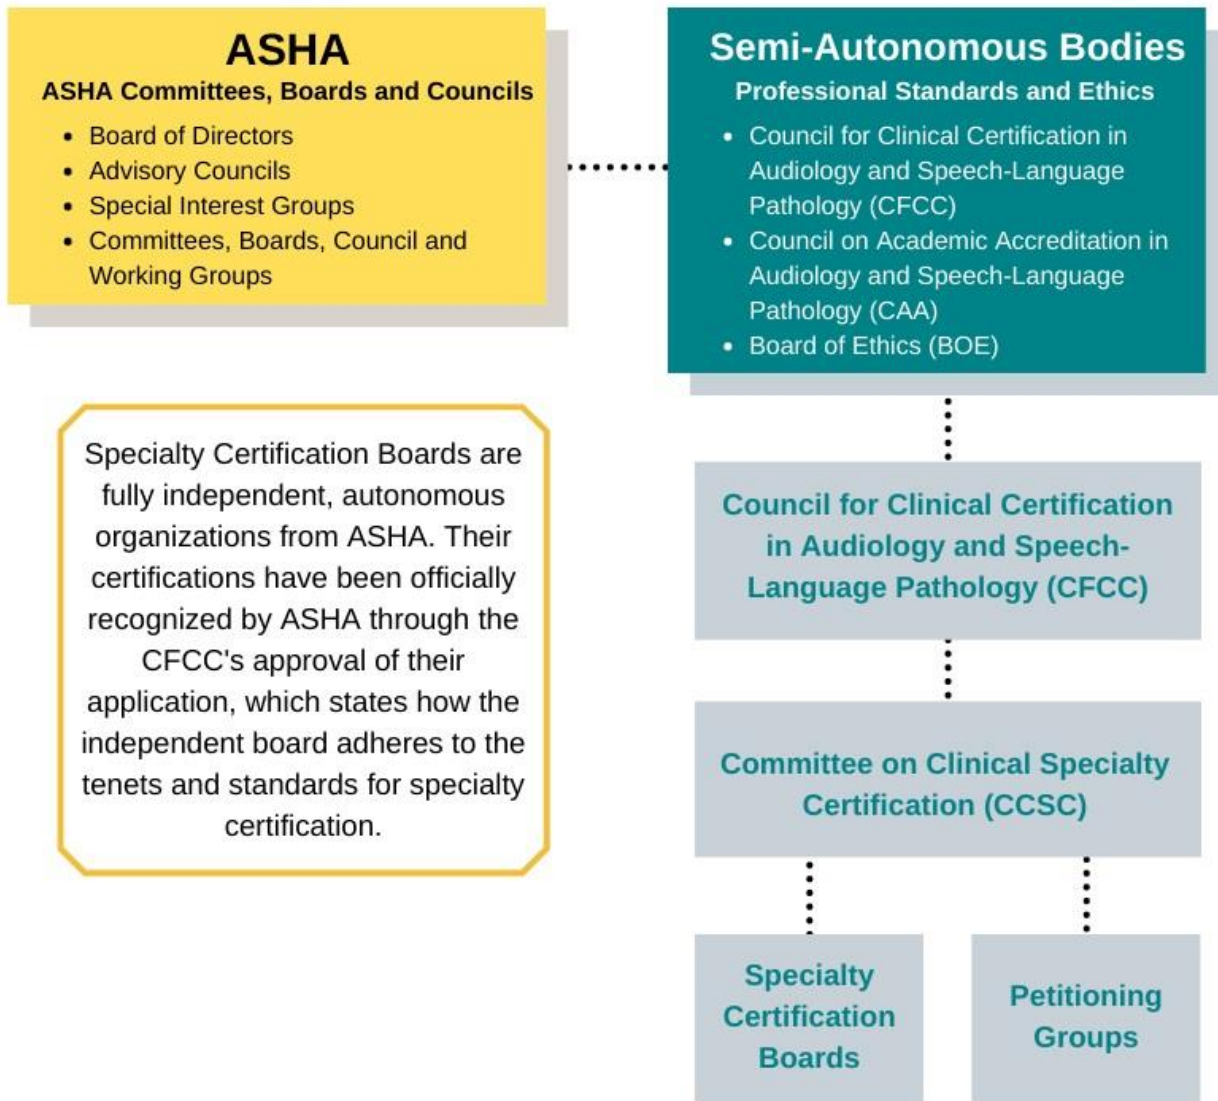 ASHA
ASHA Committees, Boards and Councils
• Board of Directors
• Advisory Councils
• Special Interest Groups
• Committees, Boards, Council and
Working Groups
Semi-Autonomous Bodies
Professional Standards and Ethics
• Council for Clinical Certification in
Audiology and Speech-Language
Pathology (CFCC)
• Council on Academic Accreditation in
Audiology and Speech-Language
Pathology (CAA)
• Board of Ethics (BOE)
Specialty Certification Boards are
fully independent, autonomous
organizations from ASHA. Their
certifications have been officially
recognized by ASHA through the
CFCC's approval of their
application, which states how the
independent board adheres to the
tenets and standards for specialty
certification.
Council for Clinical Certification
in Audiology and Speech-
Language Pathology (CFCC)
Committee on Clinical Specialty
Certification (CCSC)
Specialty
Certification
Boards
Petitioning
Groups